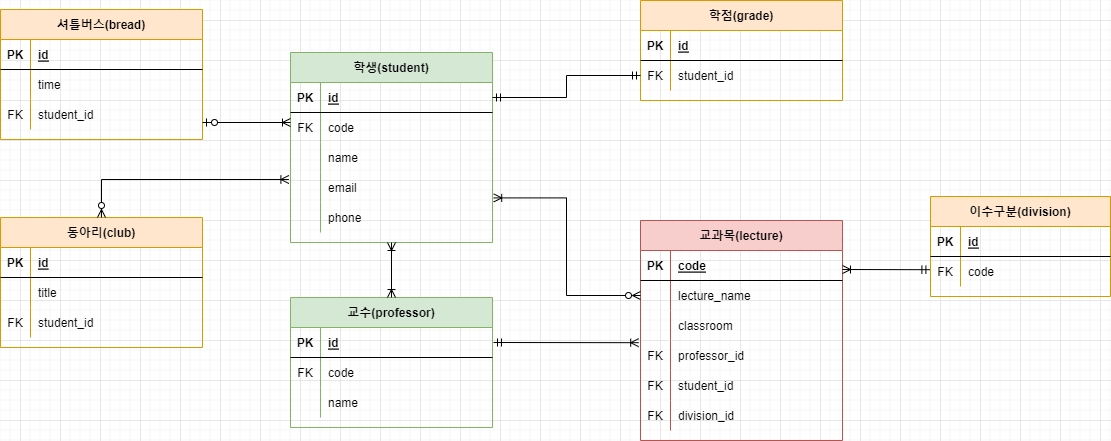 셔틀버스(bread)
PK id
time
FK student_id
동아리(club)
PK id
title
FK student_id
학생(student)
PK id
FK code
name
email
phone
교수(professor)
PK id
FK code
name
학점(grade)
PK id
FK student_id
교과목(lecture)
PK code
lecture_name
classroom
FK professor_id
FK student_id
FK division_id
이수구분(division)
PK id
FK code